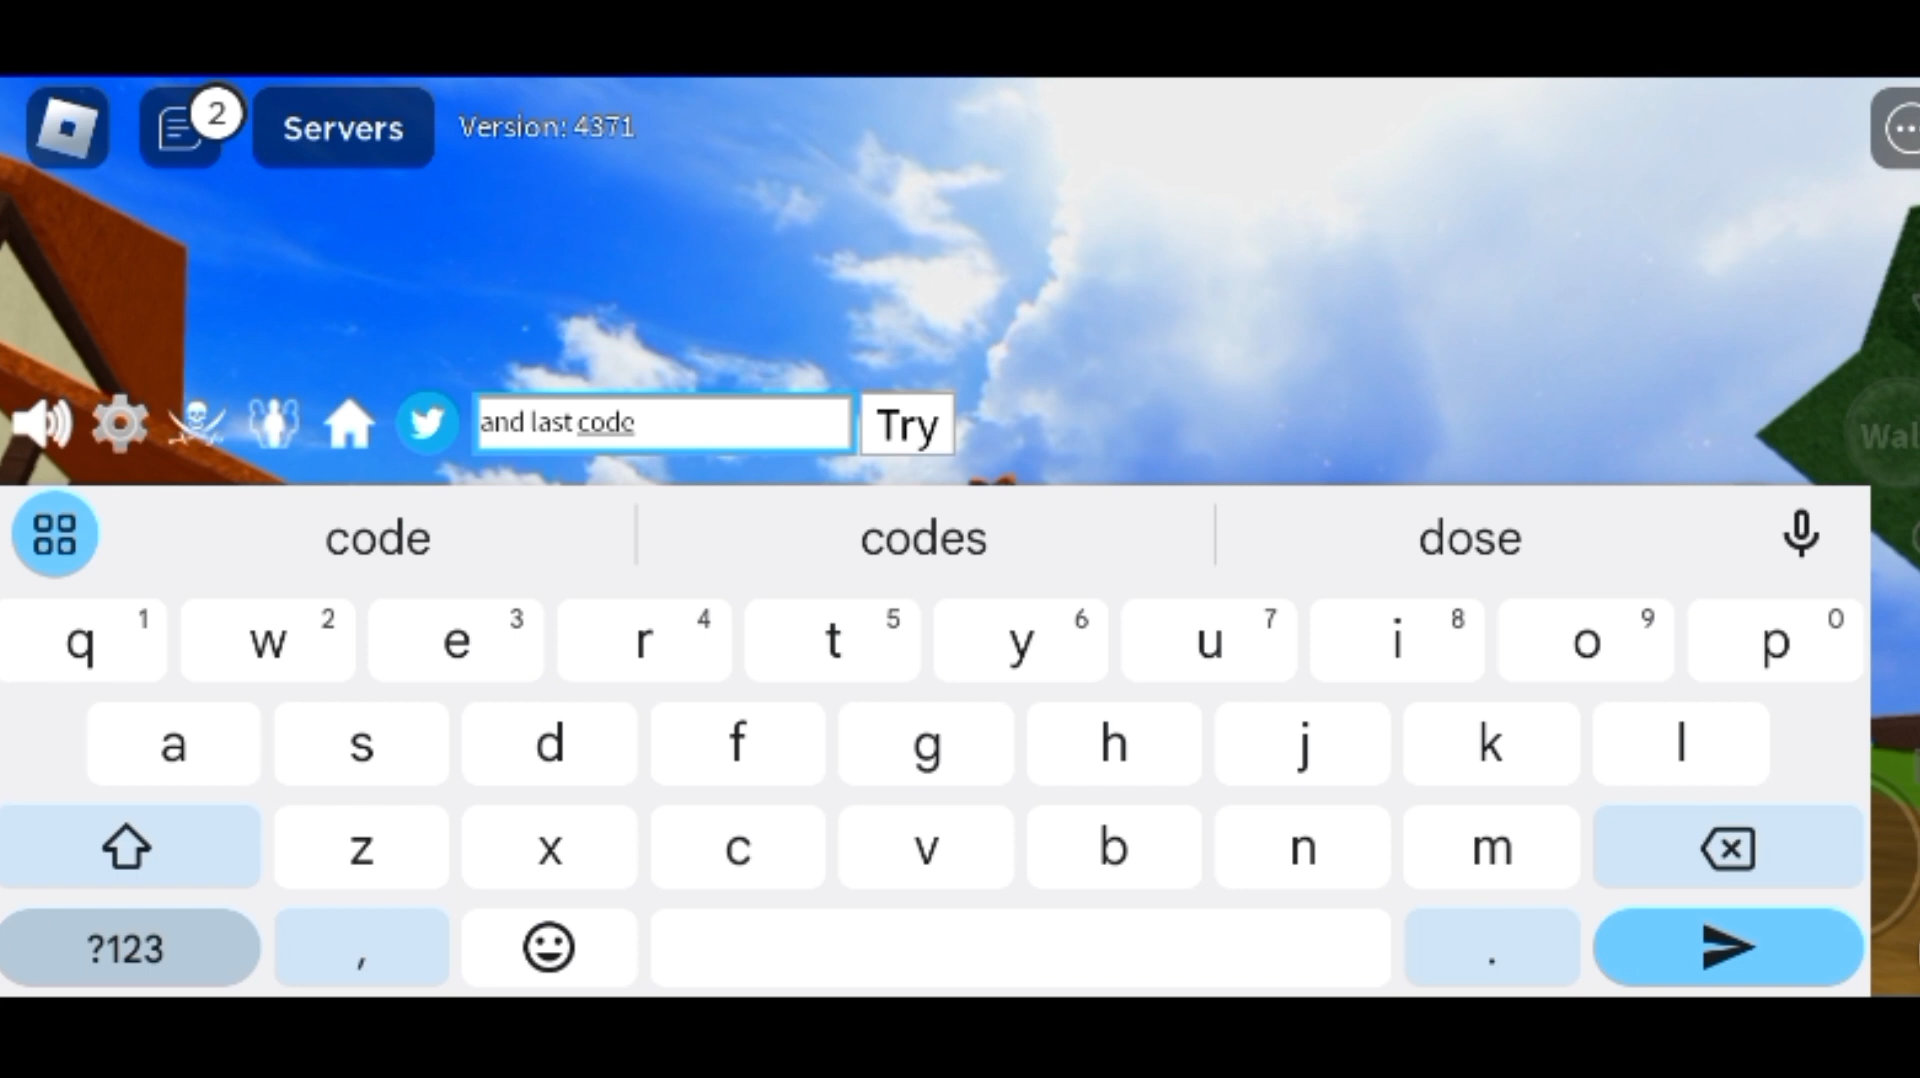 2
Servers
Version: 4371
and last code
Try
Wal
code
codes
dose
q 1 w 2 e 3 r 4 t 5 y 6 u 7 i 8 o 9 p 0
a s d f g h j k l
z x c v b n m
?123 , .